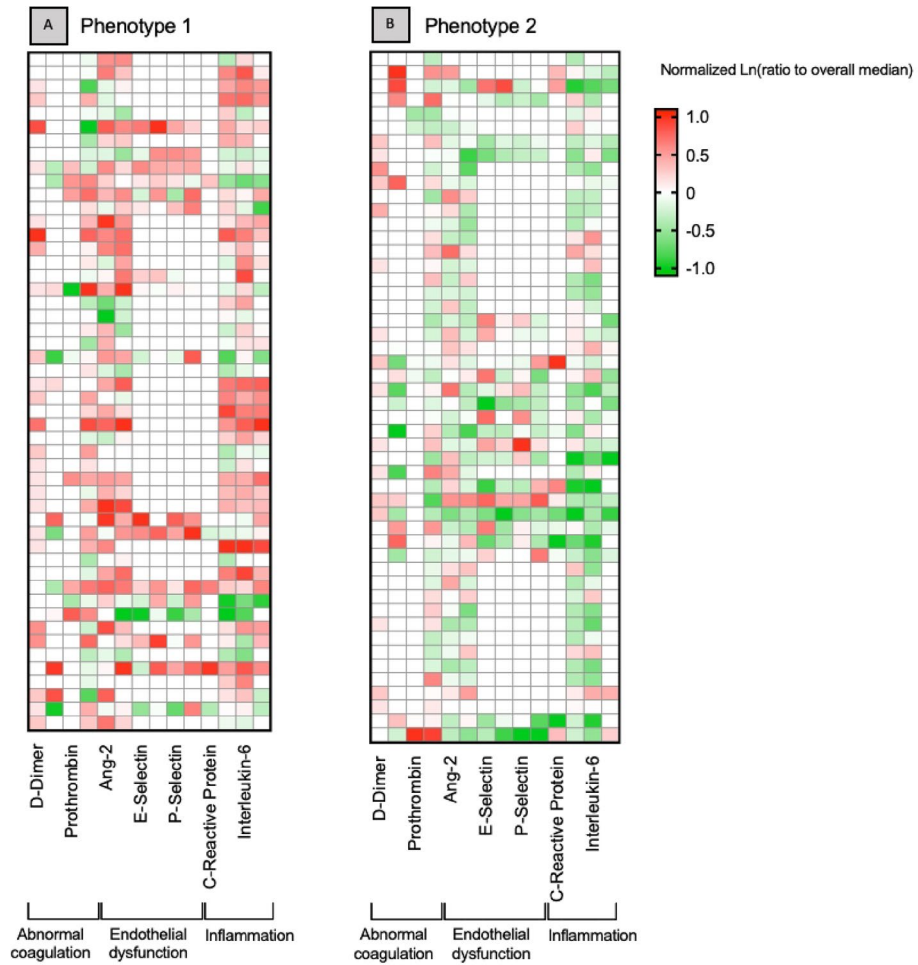 A Phenotype 1
B Phenotype 2
Normalized Ln(ratio to overall median)
1.0
0.5
0
-0.5
-1.0
D-Dimer
Prothrombin
Ang-2
E-Selectin
P-Selectin
C-Reactive Protein
Interleukin-6
D-Dimer
Prothrombin
Ang-2
E-Selectin
P-Selectin
C-Reactive Protein
Interleukin-6
Abnormal
coagulation
Endothelial
dysfunction
Inflammation
Abnormal
coagulation
Endothelial
dysfunction
Inflammation